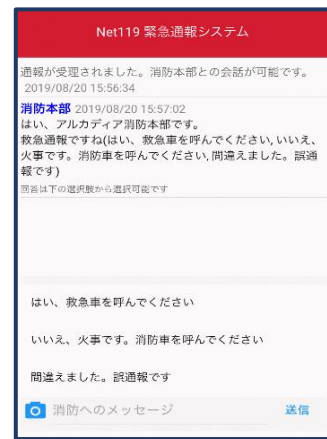 Net119 緊急通報システム
通報が受理されました。消防本部との会話が可能です。
2019/08/20 15:56:34
消防本部 2019/08/20 15:57:02
はい、アルカディア消防本部です。
救急通報ですね(はい、救急車を呼んでください, いいえ、
火事です。消防車を呼んでください, 間違えました。誤通
報です)
回答は下の選択肢から選択可能です
はい、救急車を呼んでください
いいえ、火事です。消防車を呼んでください
間違えました。誤通報です
消防へのメッセージ 送信